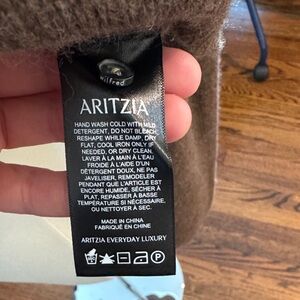 Wilfred
ARITZIA
HAND WASH COLD WITH MILD
DETERGENT, DO NOT BLEACH,
RESHAPE WHILE DAMP, DRY
FLAT, COOL IRON ONLY IF
NEEDED, OR DRY CLEAN.
LAVER À LA MAIN À L'EAU
FROIDE À L'AIDE D'UN
DÉTERGENT DOUX, NE PAS
JAVELISER, REMODELER
PENDANT QUE L'ARTICLE EST
ENCORE HUMIDE, SÉCHER À
PLAT, REPASSER À BASSE
TEMPÉRATURE SI NÉCESSAIRE,
OU NETTOYER À SEC.
MADE IN CHINA
FABRIQUÉ EN CHINE
ARITZIA EVERYDAY LUXURY
P